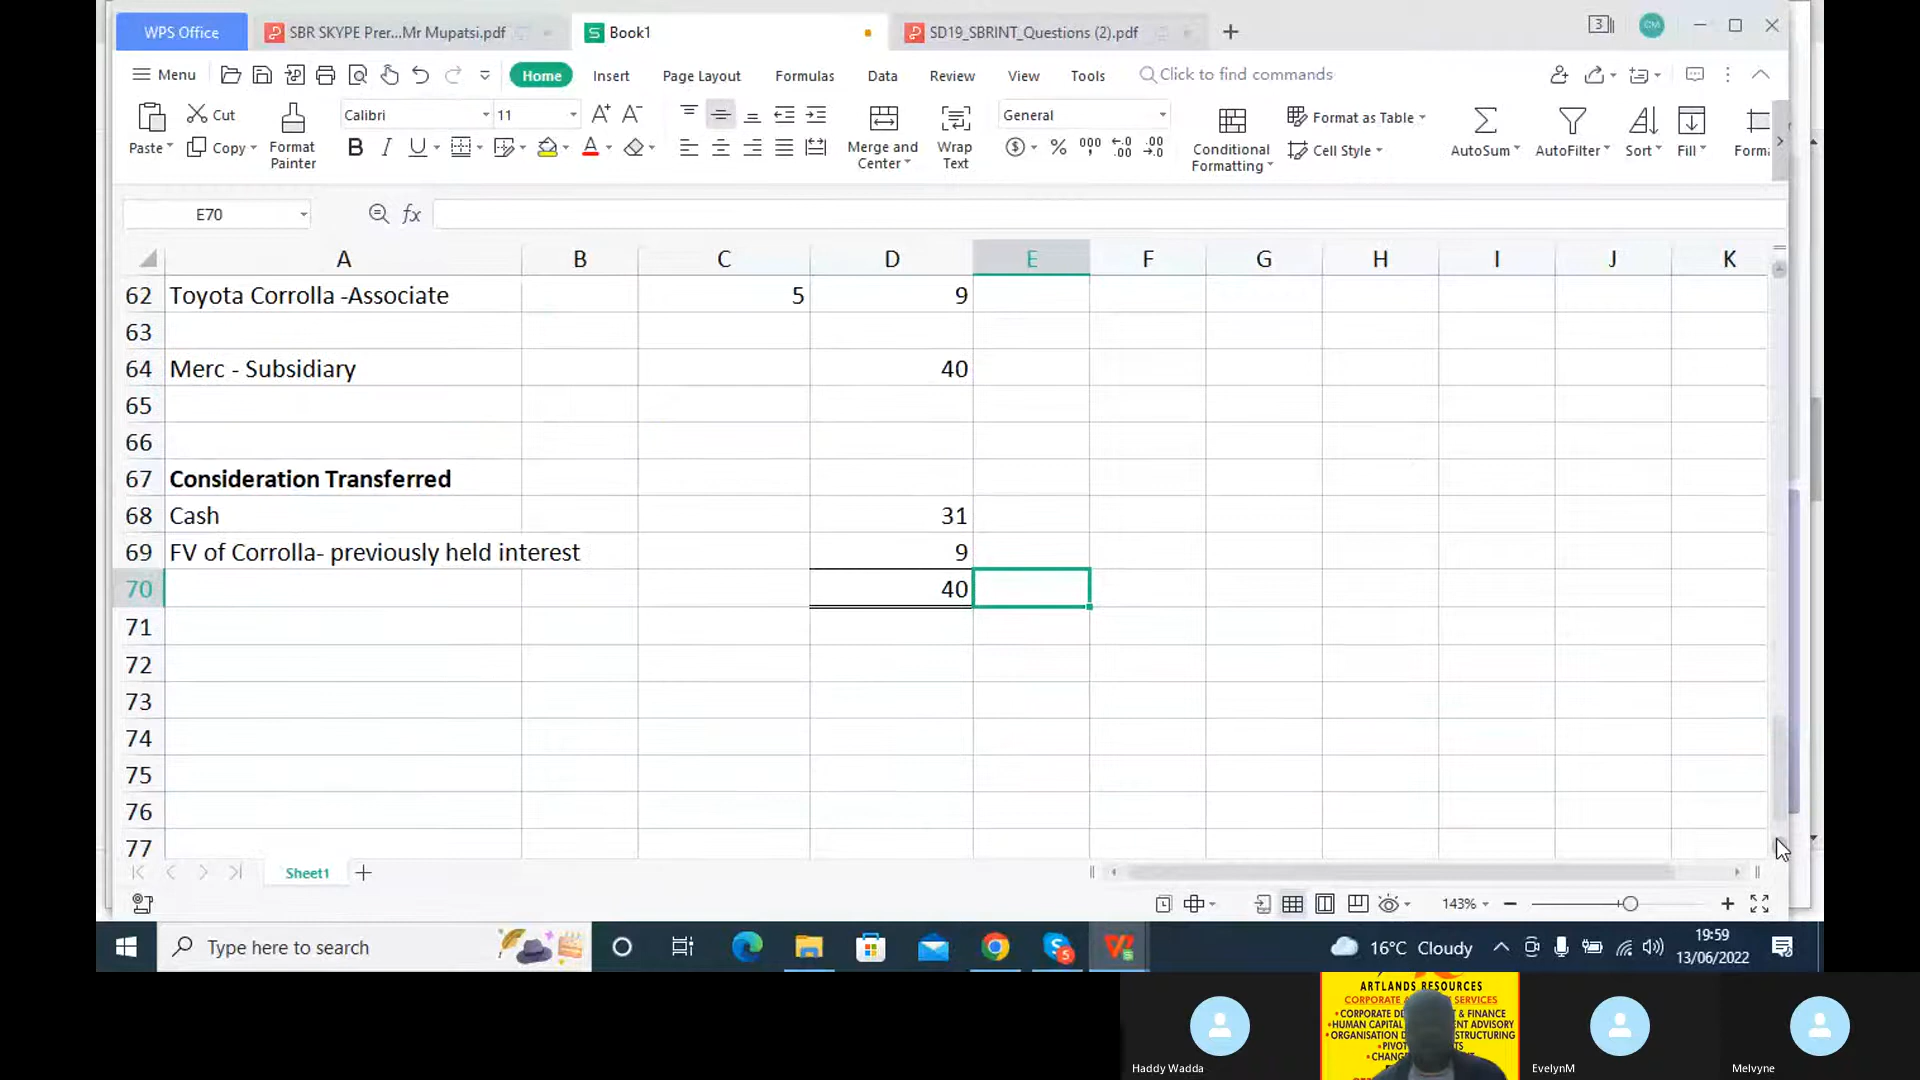 WPS Office
SBR SKYPE Prer...Mr Mupatsi.pdf
Book1
SD19_SBRINT_Questions (2).pdf
3
CM
Menu
Home
Insert
Page Layout
Formulas
Data
Review
View
Tools
Click to find commands
Paste
Cut
Copy
Format Painter
Calibri
11
A+ A-
B I U
Merge and Center
Wrap Text
General
Conditional Formatting
Format as Table
Cell Style
AutoSum
AutoFilter
Sort
Fill
Form
E70
fx
A B C D E F G H I J K
62 Toyota Corrolla -Associate 5 9
63
64 Merc - Subsidiary 40
65
66
67 Consideration Transferred
68 Cash 31
69 FV of Corrolla- previously held interest 9
70 40
71
72
73
74
75
76
77
Sheet1
143%
Type here to search
16°C Cloudy
19:59
13/06/2022
ARTLANDS RESOURCES
•HUMAN CAPITAL
Haddy Wadda
EvelynM
Melvyne